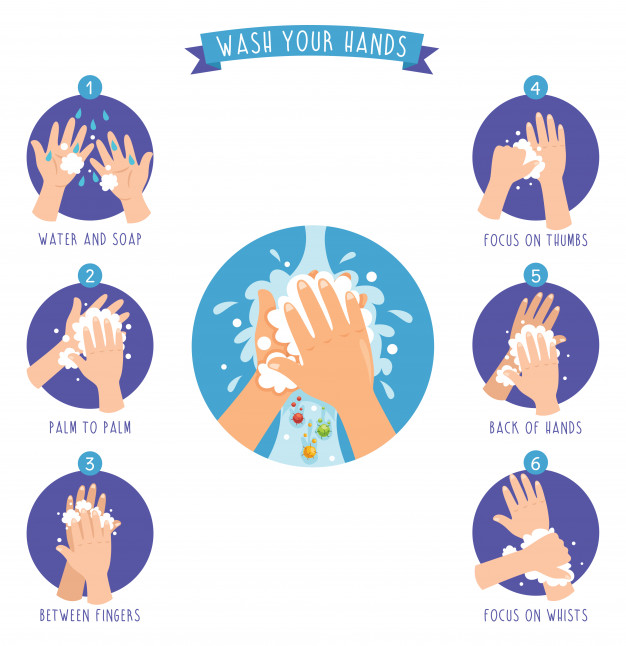 WASH YOUR HANDS
1
WATER AND SOAP
2
PALM TO PALM
3
BETWEEN FINGERS
4
FOCUS ON THUMBS
5
BACK OF HANDS
6
FOCUS ON WHISTS